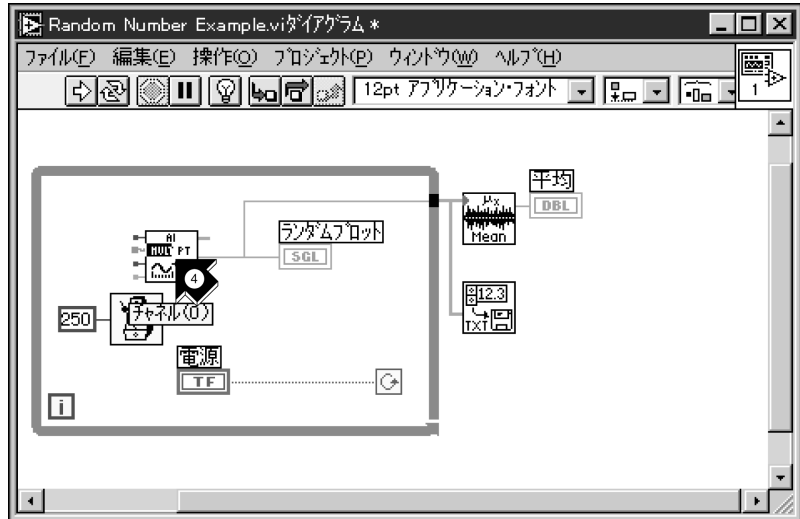 Random Number Example.viダイアグラム *
ファイル(F) 編集(E) 操作(O) プロジェクト(P) ウィンドウ(W) ヘルプ(H)
12pt アプリケーション・フォント
1
平均
DBL
μx
Mean
ランダムプロット
SGL
AI
MULT PT
4
チャネル(0)
250
12.3
TXT
電源
TF
i